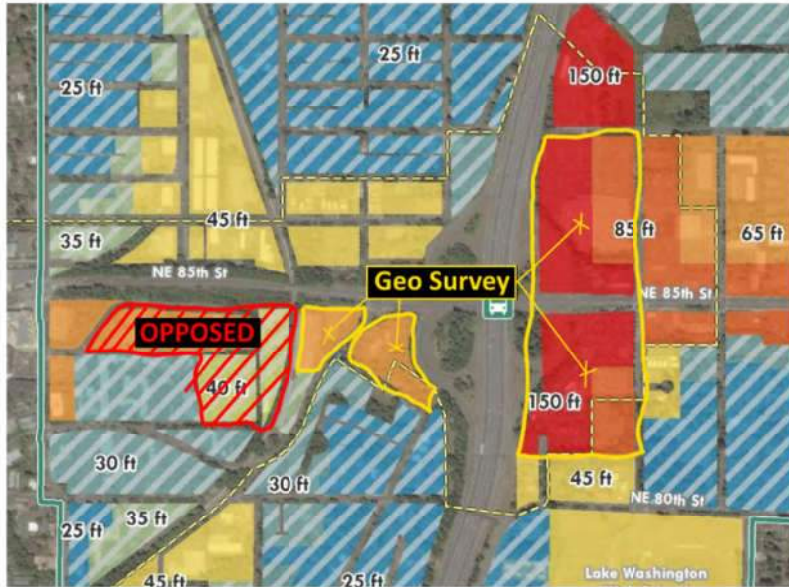 150 ft
25 ft
25 ft
45 ft
35 ft
85 ft
65 ft
NE 85th St
Geo Survey
NE 85th St
OPPOSED
40 ft
150 ft
30 ft
30 ft
45 ft
NE 80th St
35 ft
25 ft
45 ft
25 ft
Lake Washington